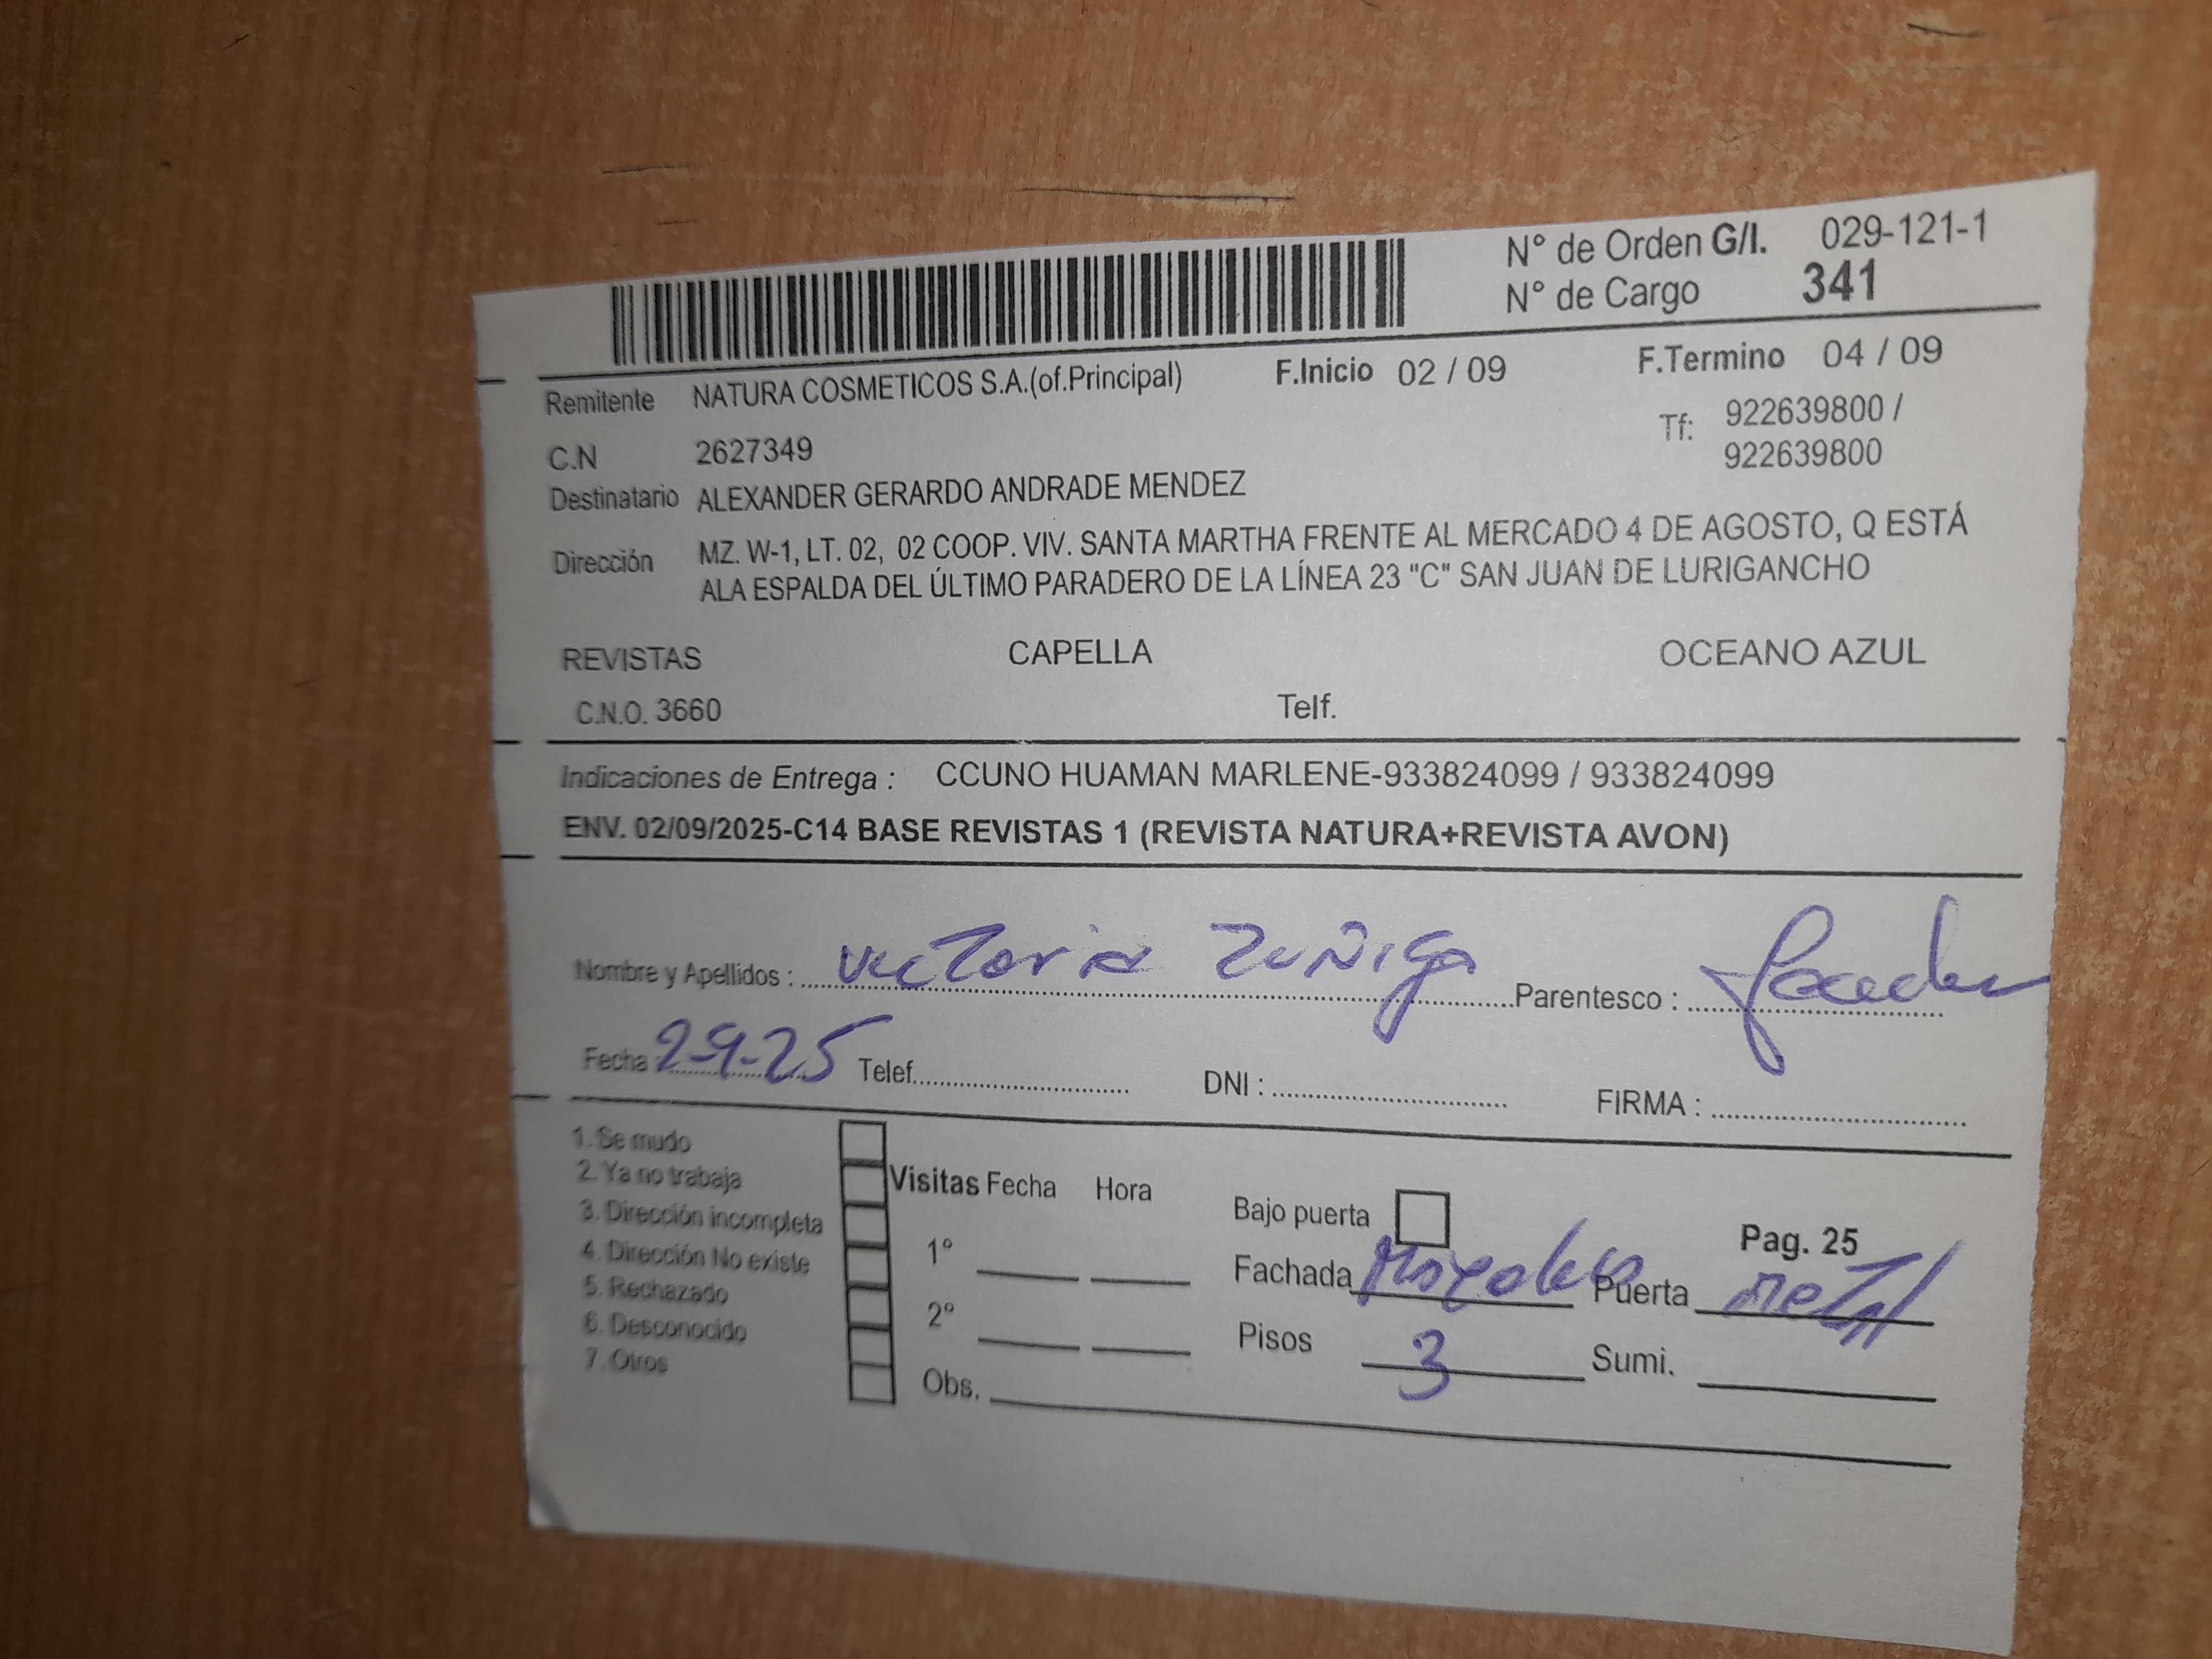 N° de Orden G/I. 029-121-1
N° de Cargo 341
Remitente NATURA COSMETICOS S.A.(of.Principal) F.Inicio 02 / 09 F.Termino 04 / 09
C.N 2627349 Tf: 922639800 /
922639800
Destinatario ALEXANDER GERARDO ANDRADE MENDEZ
Dirección MZ. W-1, LT. 02, 02 COOP. VIV. SANTA MARTHA FRENTE AL MERCADO 4 DE AGOSTO, Q ESTÁ
ALA ESPALDA DEL ÚLTIMO PARADERO DE LA LÍNEA 23 "C" SAN JUAN DE LURIGANCHO
REVISTAS CAPELLA OCEANO AZUL
C.N.O. 3660 Telf.
Indicaciones de Entrega : CCUNO HUAMAN MARLENE-933824099 / 933824099
ENV. 02/09/2025-C14 BASE REVISTAS 1 (REVISTA NATURA+REVISTA AVON)
Nombre y Apellidos : Victoria Zuñiga Parentesco :
Fecha 2-9-25 Telef. DNI : FIRMA :
1. Se mudo
2. Ya no trabaja Visitas Fecha Hora
3. Dirección incompleta Bajo puerta Pag. 25
4. Dirección No existe 1° Fachada Puerta Metal
5. Rechazado
6. Desconocido 2° Pisos 3 Sumi.
7. Otros Obs.